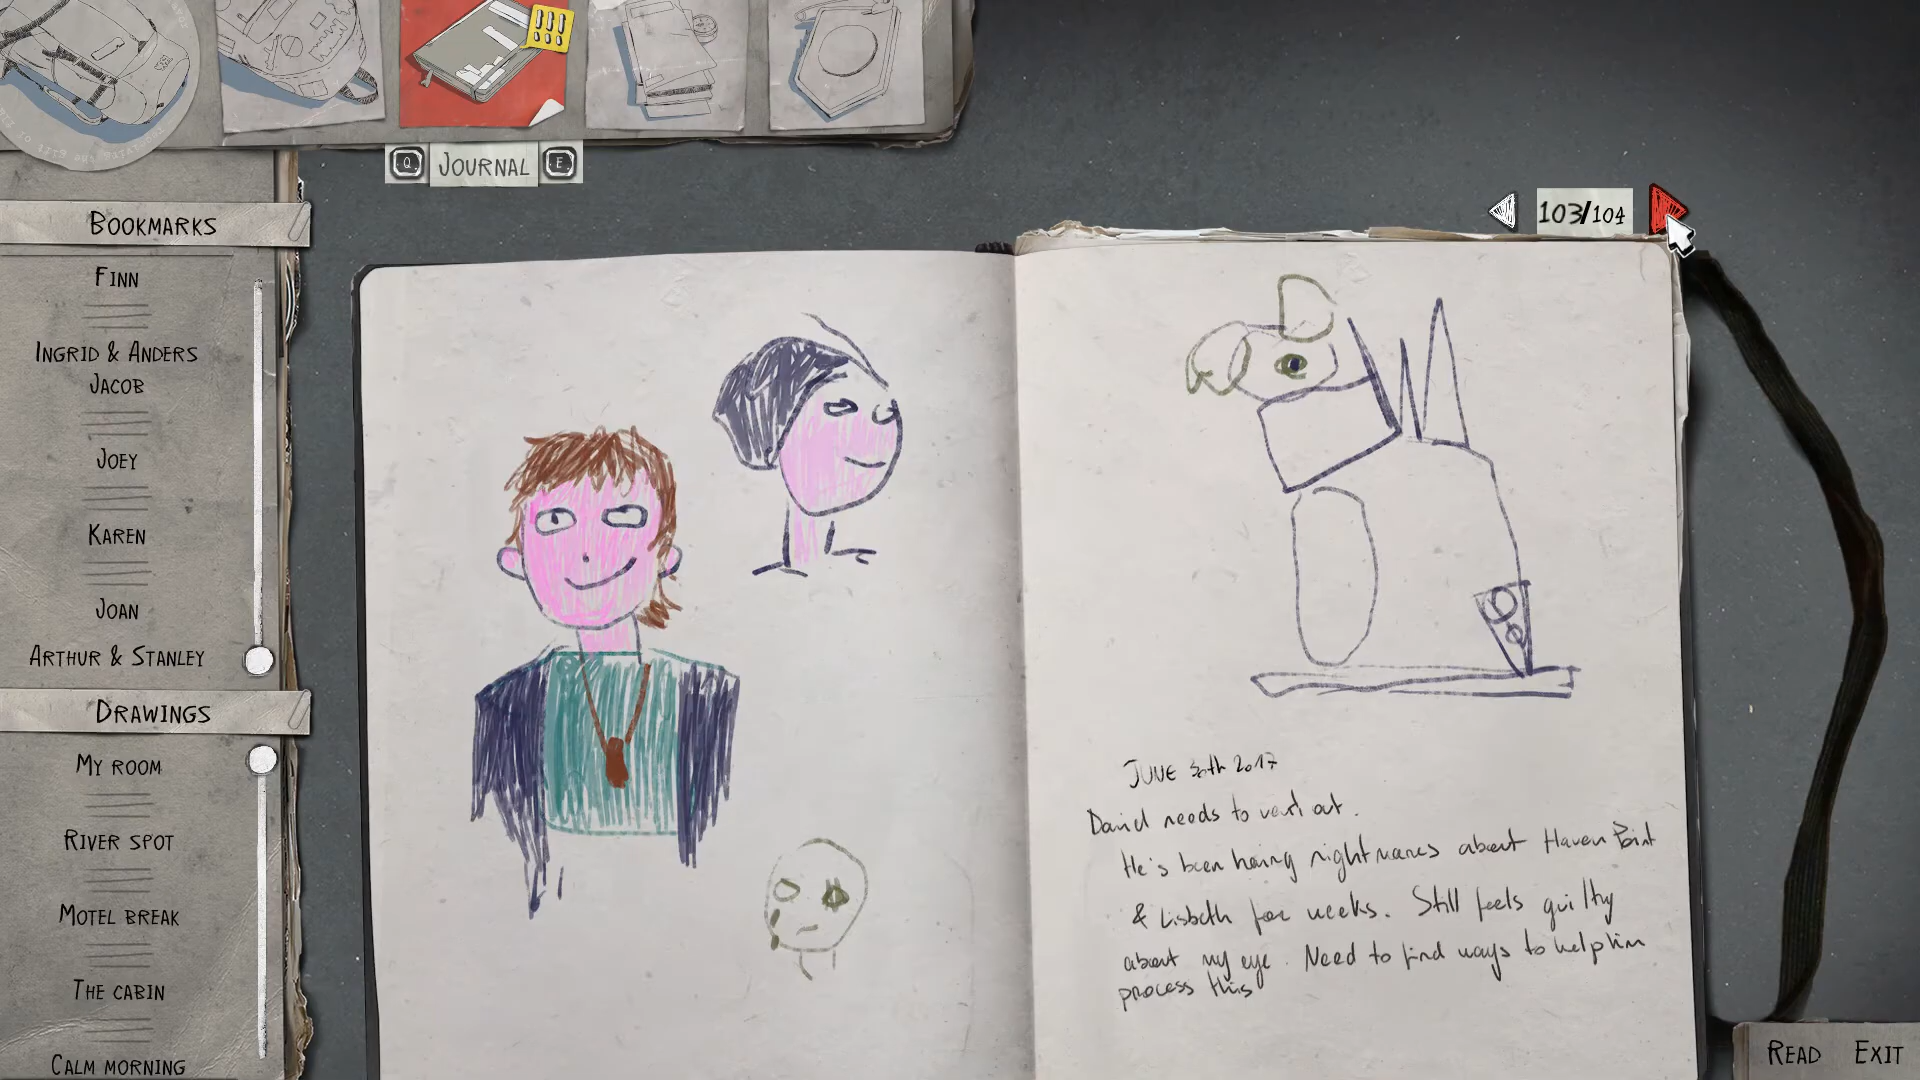 Q JOURNAL E
BOOKMARKS
FINN
INGRID & ANDERS
JACOB
JOEY
KAREN
JOAN
ARTHUR & STANLEY
DRAWINGS
MY ROOM
RIVER SPOT
MOTEL BREAK
THE CABIN
CALM MORNING
103/104
JUNE 30th 2017
David needs to vent out.
He's been having nightmares about Haven Point
& Lisbeth for weeks. Still feels guilty
about my eye. Need to find ways to help him
process this
READ EXIT